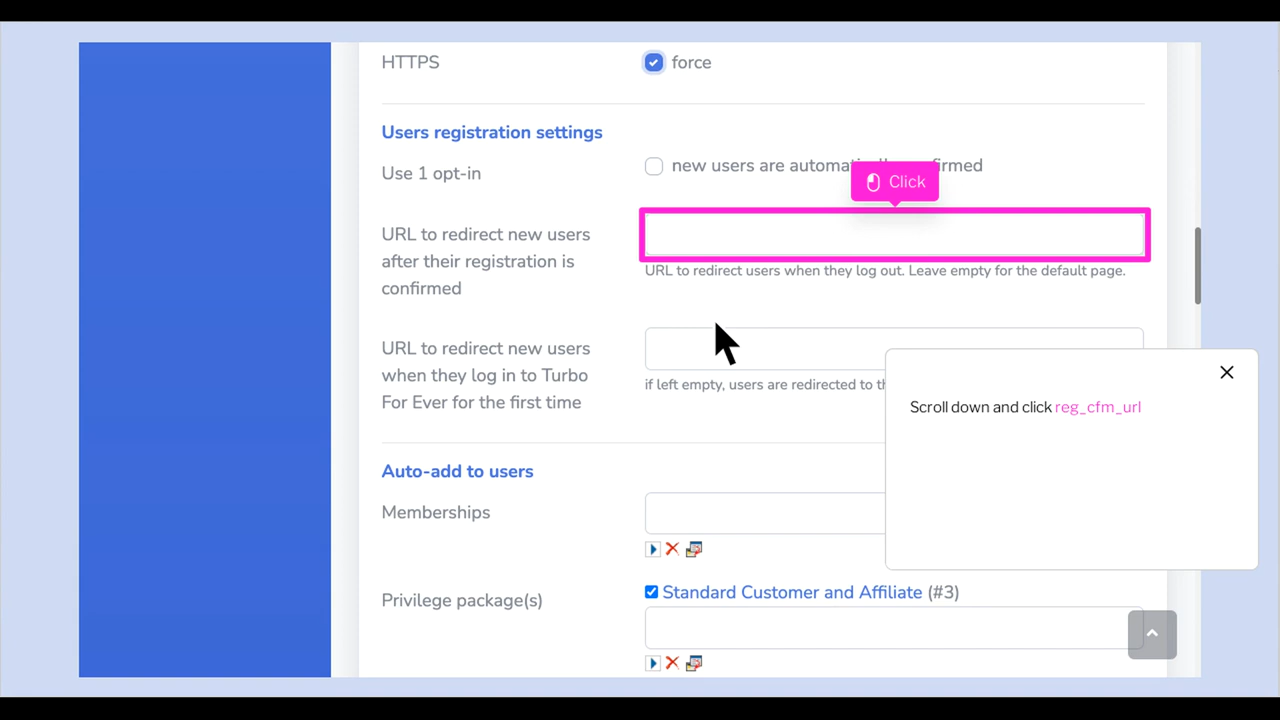 HTTPS
force
Users registration settings
Use 1 opt-in
new users are
Click
URL to redirect new users
after their registration is
confirmed
URL to redirect users when they log out. Leave empty for the default page.
URL to redirect new users
when they log in to Turbo
For Ever for the first time
if left empty, users are redirected to
Scroll down and click reg_cfm_url
Auto-add to users
Memberships
Privilege package(s)
Standard Customer and Affiliate (#3)